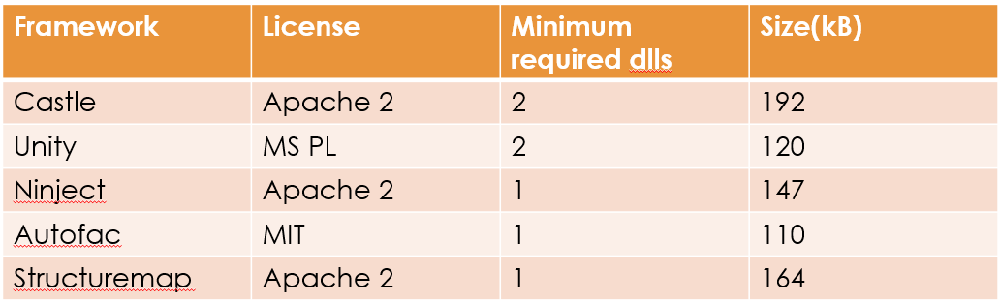 Framework License Minimum required dlls Size(kB)
Castle Apache 2 2 192
Unity MS PL 2 120
Ninject Apache 2 1 147
Autofac MIT 1 110
Structuremap Apache 2 1 164